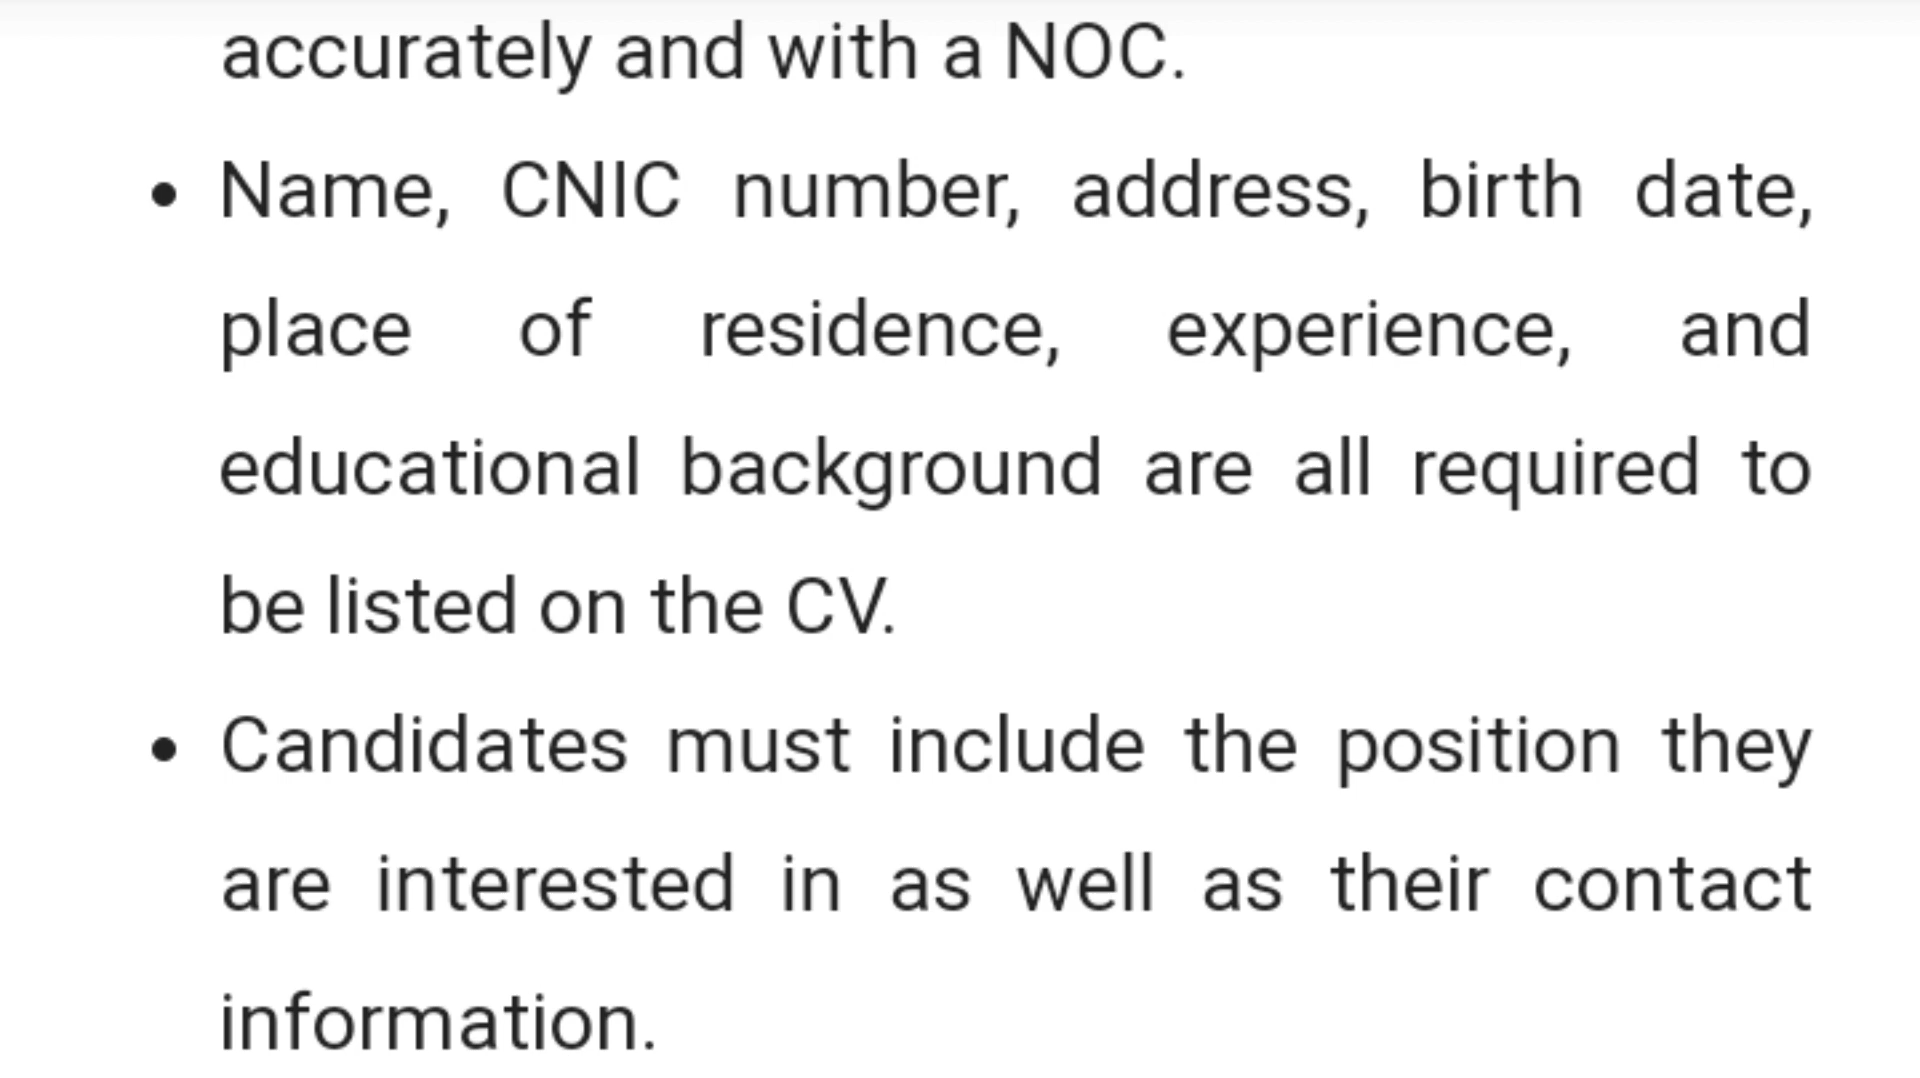 accurately and with a NOC.
• Name, CNIC number, address, birth date,
place of residence, experience, and
educational background are all required to
be listed on the CV.
• Candidates must include the position they
are interested in as well as their contact
information.